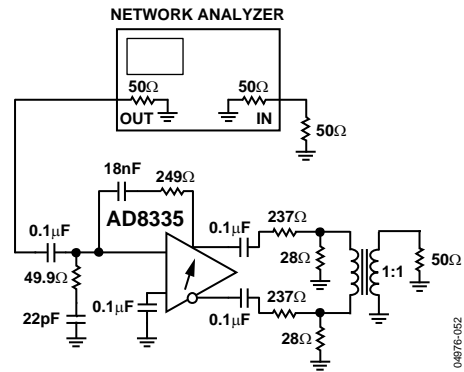 NETWORK ANALYZER
50Ω
50Ω
OUT
IN
50Ω
18nF
249Ω
AD8335
0.1μF
0.1μF
237Ω
49.9Ω
28Ω
1:1
50Ω
0.1μF
237Ω
22pF
0.1μF
28Ω
04976-052